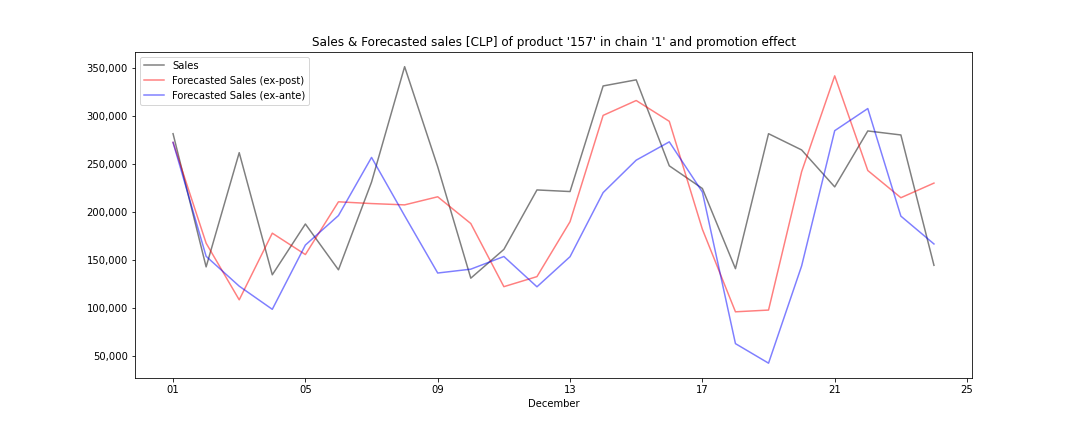 Sales & Forecasted sales [CLP] of product '157' in chain '1' and promotion effect
Sales
Forecasted Sales (ex-post)
Forecasted Sales (ex-ante)
350,000
300,000
250,000
200,000
150,000
100,000
50,000
01 05 09 13 17 21 25
December